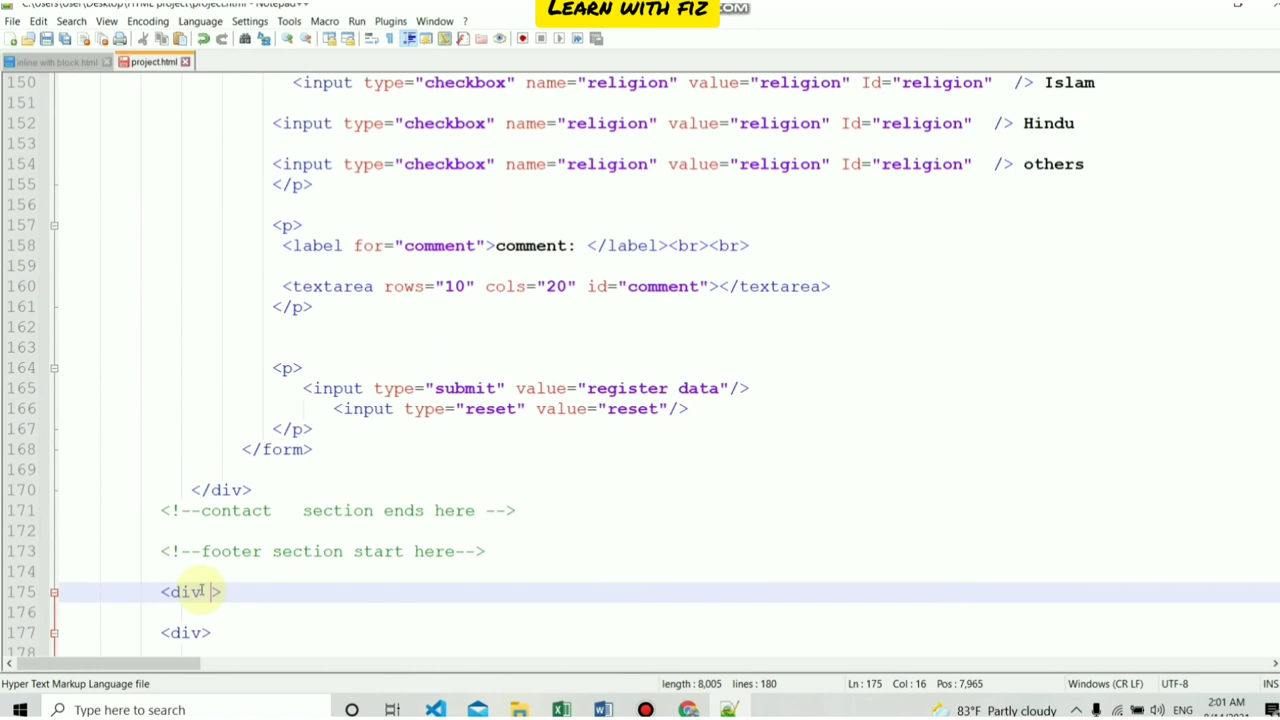 Learn with fiz
COM
File Edit Search View Encoding Language Settings Tools Macro Run Plugins Window ?
inline with block.html project.html
150 <input type="checkbox" name="religion" value="religion" Id="religion" /> Islam
151
152 <input type="checkbox" name="religion" value="religion" Id="religion" /> Hindu
153
154 <input type="checkbox" name="religion" value="religion" Id="religion" /> others
155 </p>
156
157 <p>
158 <label for="comment">comment: </label><br><br>
159
160 <textarea rows="10" cols="20" id="comment"></textarea>
161 </p>
162
163
164 <p>
165 <input type="submit" value="register data"/>
166 <input type="reset" value="reset"/>
167 </p>
168 </form>
169
170 </div>
171 <!--contact section ends here -->
172
173 <!--footer section start here-->
174
175 <div >
176
177 <div>
178
Hyper Text Markup Language file length : 8,005 lines : 180 Ln : 175 Col : 16 Pos : 7,965 Windows (CR LF) UTF-8 INS
Type here to search 83°F Partly cloudy ENG 2:01 AM